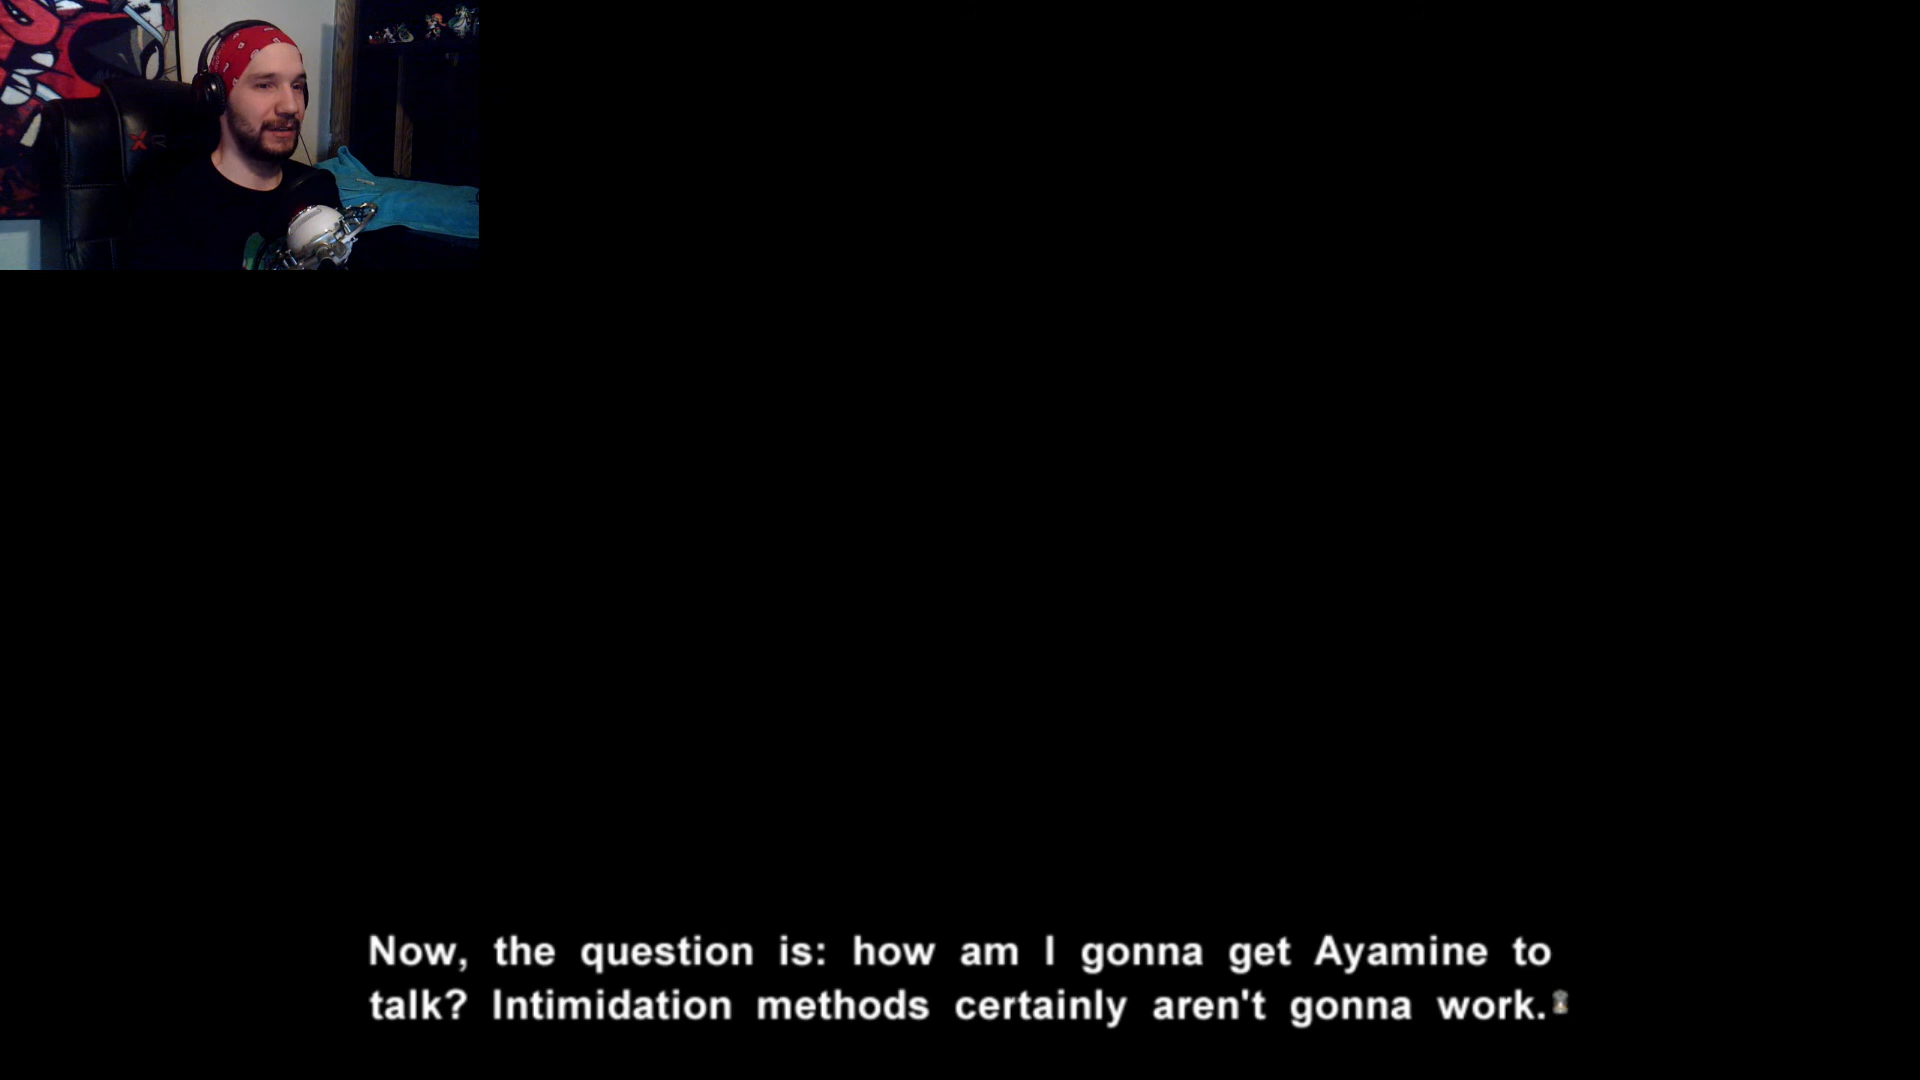 Now, the question is: how am I gonna get Ayamine to
talk? Intimidation methods certainly aren't gonna work.